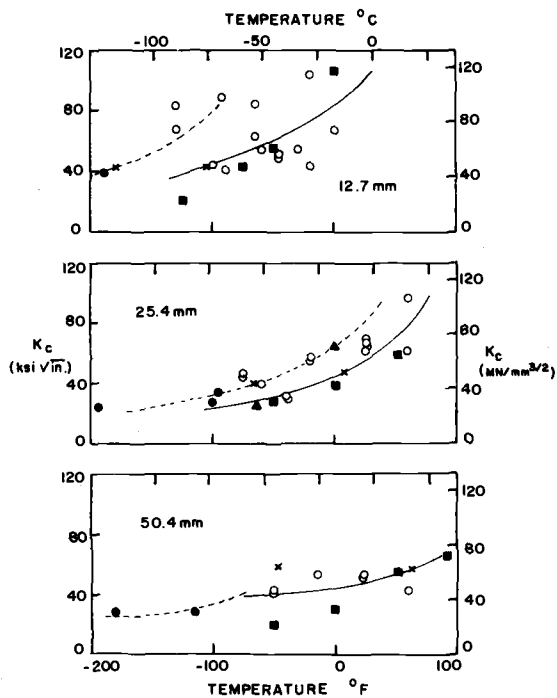 TEMPERATURE °C
-100 -50 0
120 120
80 80
40 40
0 0
12.7 mm
120 120
80 80
40 40
0 0
25.4 mm
K_C
(ksi √in.)
K_C
(MN/mm^3/2)
120 120
80 80
40 40
0 0
50.4 mm
-200 -100 0 100
TEMPERATURE °F